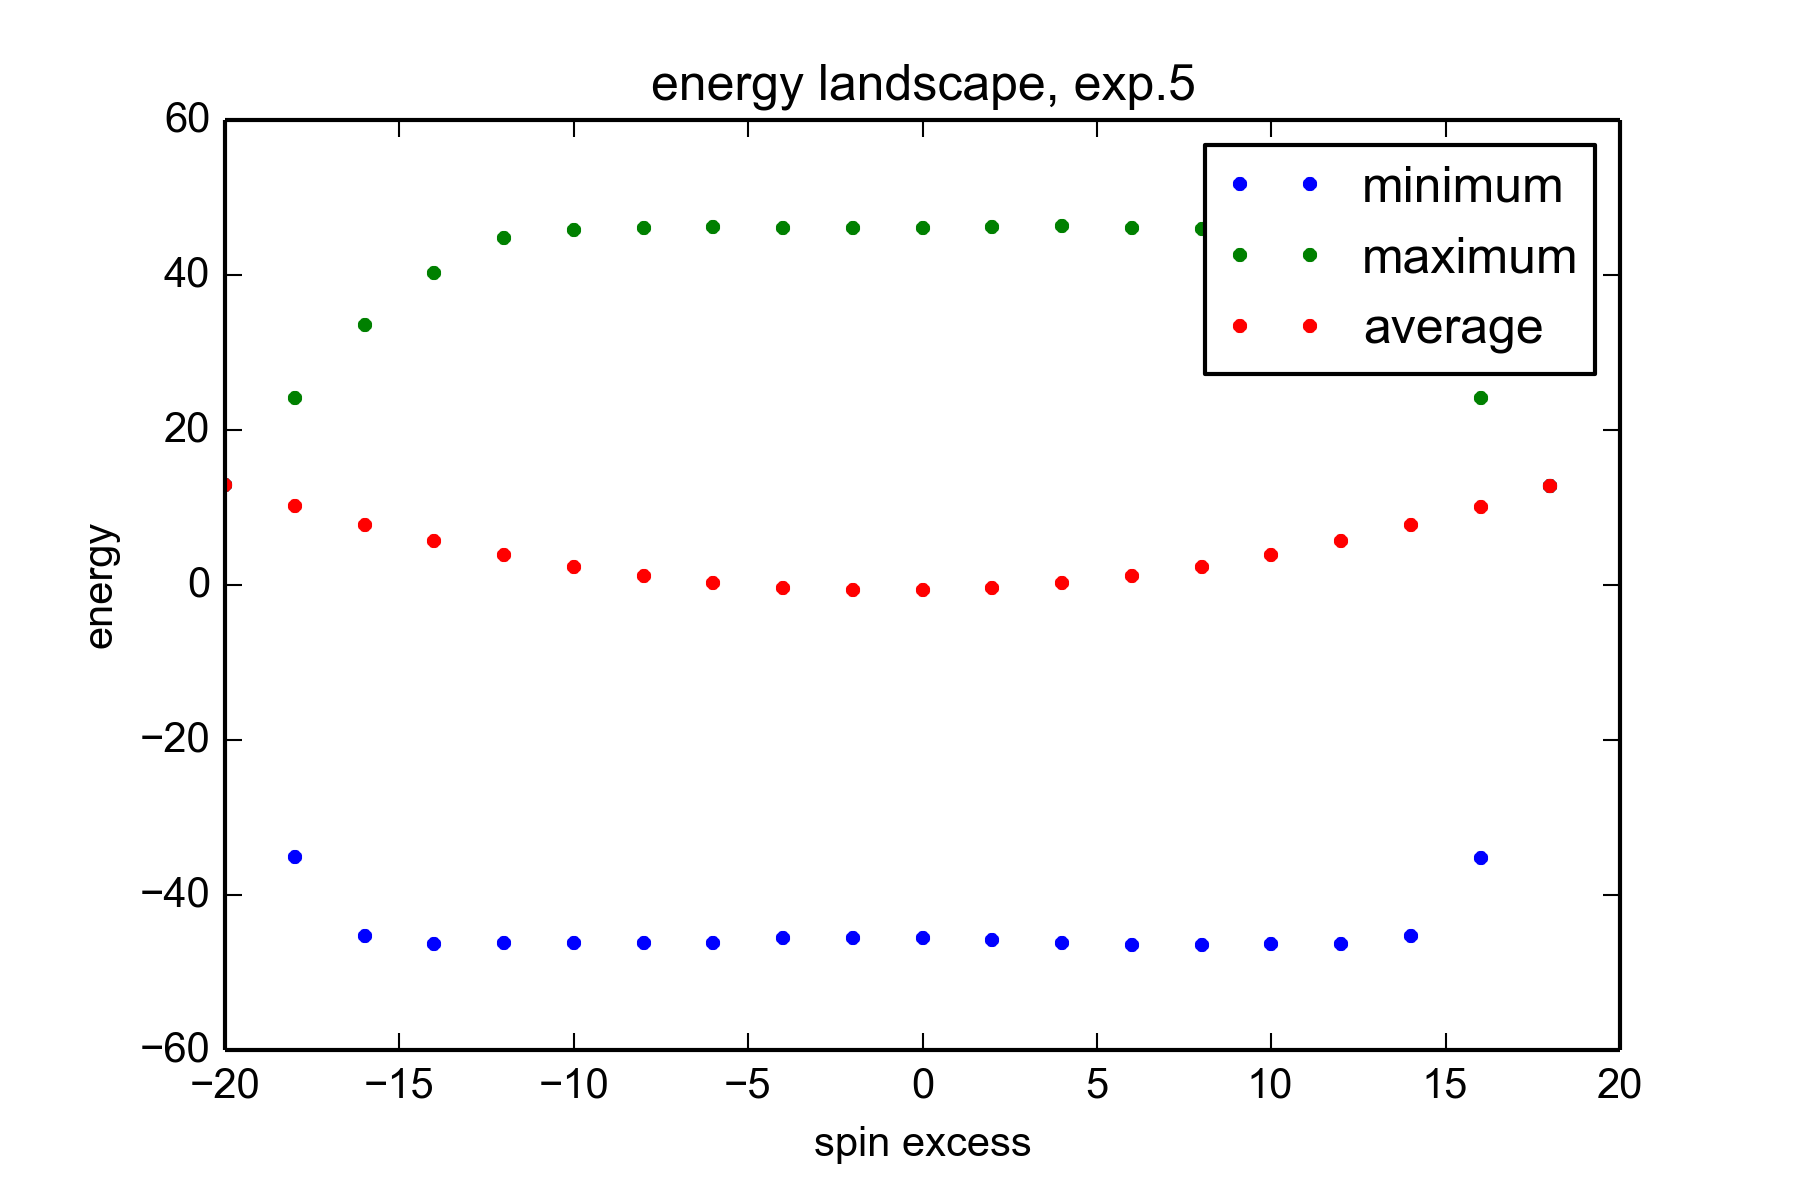 energy landscape, exp.5
60
40
20
0
−20
−40
−60
energy
minimum
maximum
average
−20 −15 −10 −5 0 5 10 15 20
spin excess